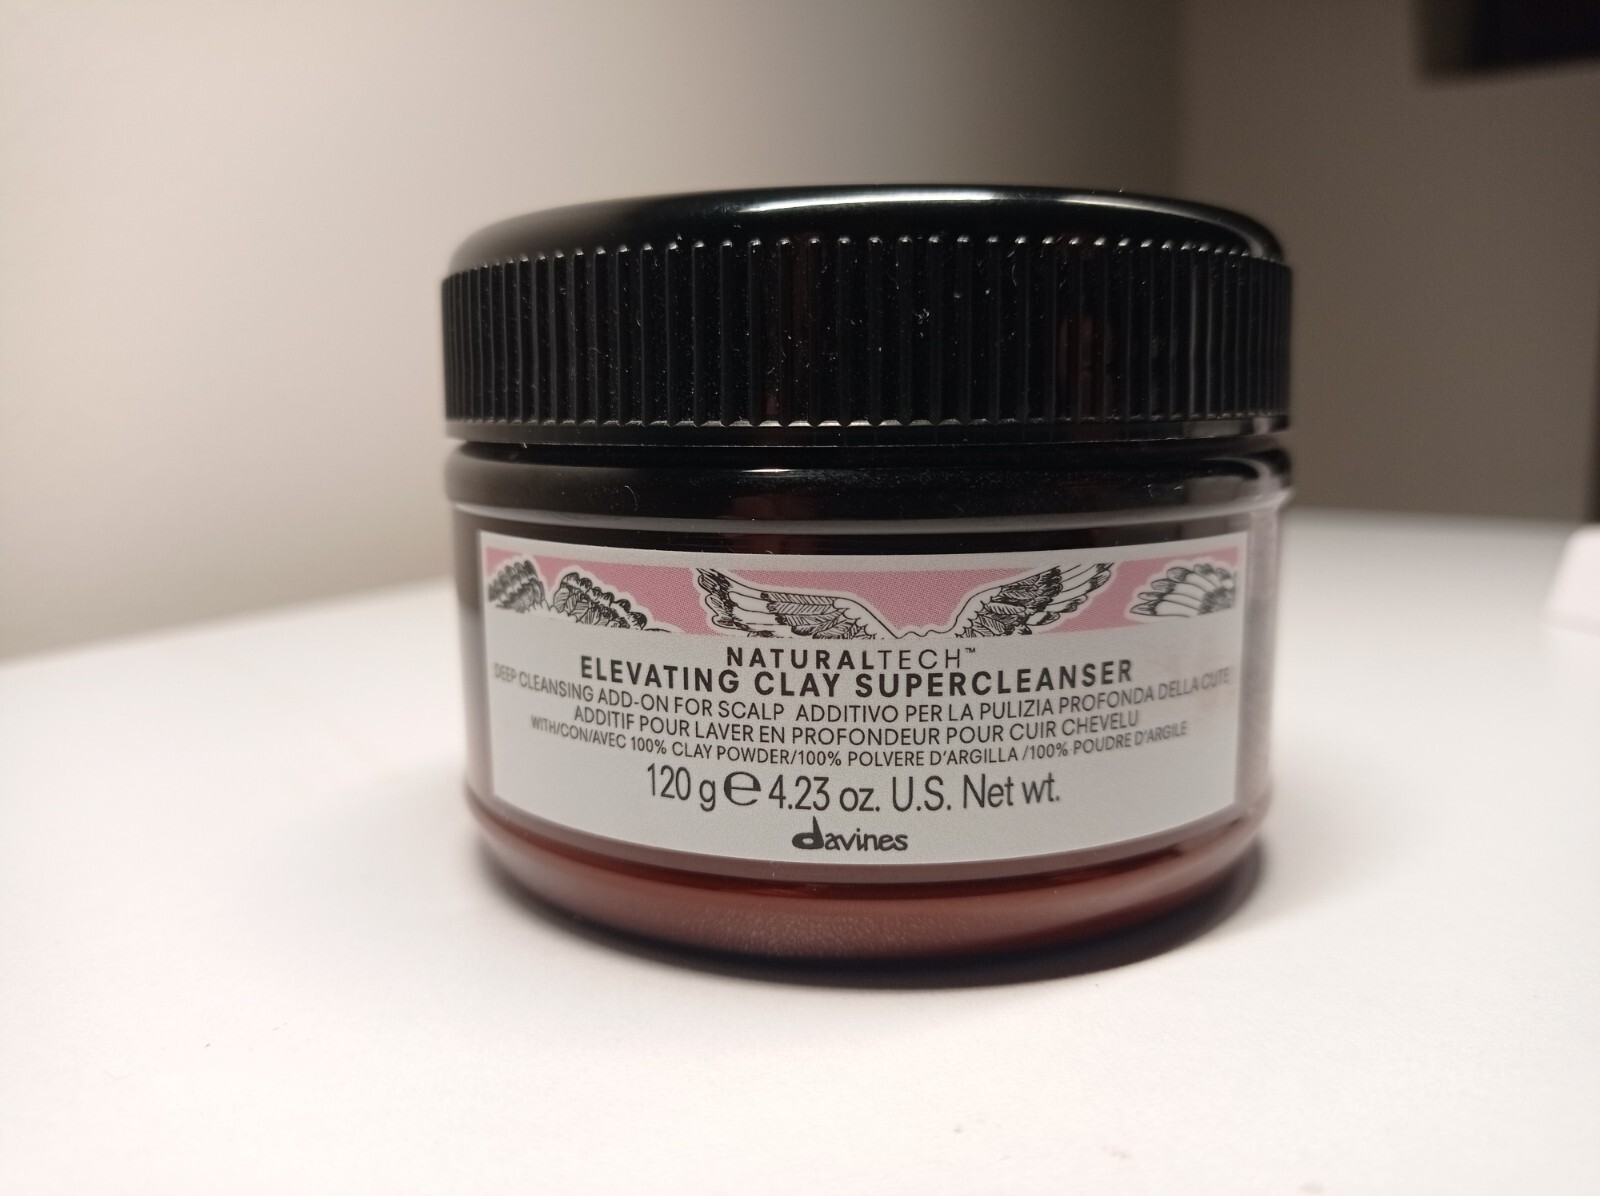 NATURALTECH™
ELEVATING CLAY SUPERCLEANSER
DEEP CLEANSING ADD-ON FOR SCALP ADDITIVO PER LA PULIZIA PROFONDA DELLA CUTE
ADDITIF POUR LAVER EN PROFONDEUR POUR CUIR CHEVELU
WITH/CON/AVEC 100% CLAY POWDER/100% POLVERE D'ARGILLA /100% POUDRE D'ARGILE
120 g ℮ 4.23 oz. U.S. Net wt.
davines